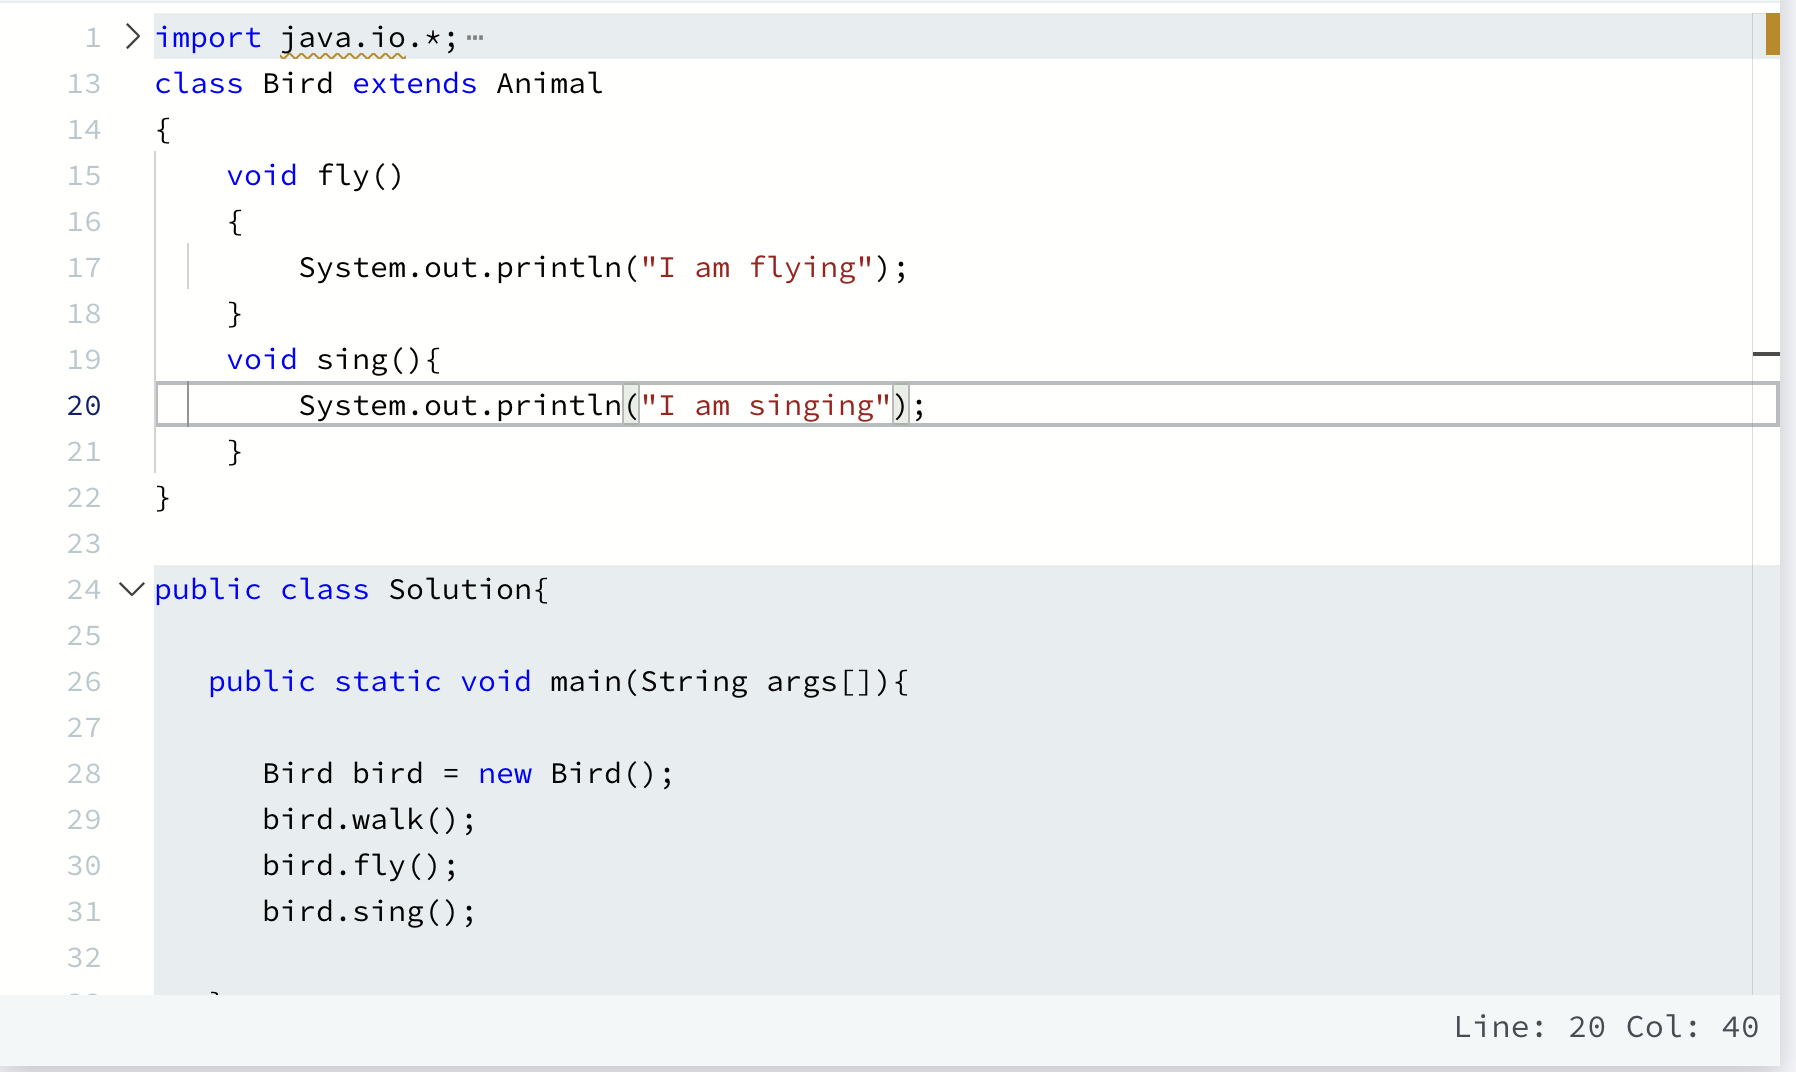 1 import java.io.*;⋯
13 class Bird extends Animal
14 {
15     void fly()
16     {
17         System.out.println("I am flying");
18     }
19     void sing(){
20         System.out.println("I am singing");
21     }
22 }
23
24 public class Solution{
25
26    public static void main(String args[]){
27
28       Bird bird = new Bird();
29       bird.walk();
30       bird.fly();
31       bird.sing();
32
Line: 20 Col: 40